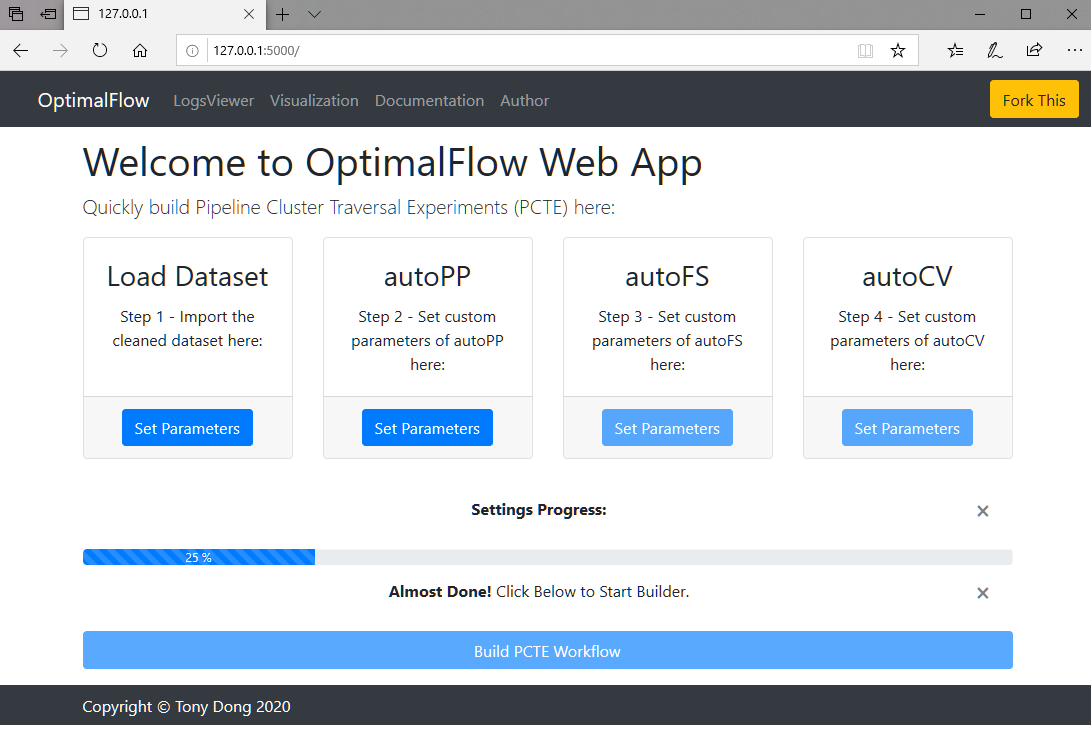 127.0.0.1
127.0.0.1:5000/
OptimalFlow LogsViewer Visualization Documentation Author Fork This
Welcome to OptimalFlow Web App
Quickly build Pipeline Cluster Traversal Experiments (PCTE) here:
Load Dataset
Step 1 - Import the
cleaned dataset here:
Set Parameters
autoPP
Step 2 - Set custom
parameters of autoPP
here:
Set Parameters
autoFS
Step 3 - Set custom
parameters of autoFS
here:
Set Parameters
autoCV
Step 4 - Set custom
parameters of autoCV
here:
Set Parameters
Settings Progress:
25 %
Almost Done! Click Below to Start Builder.
Build PCTE Workflow
Copyright © Tony Dong 2020